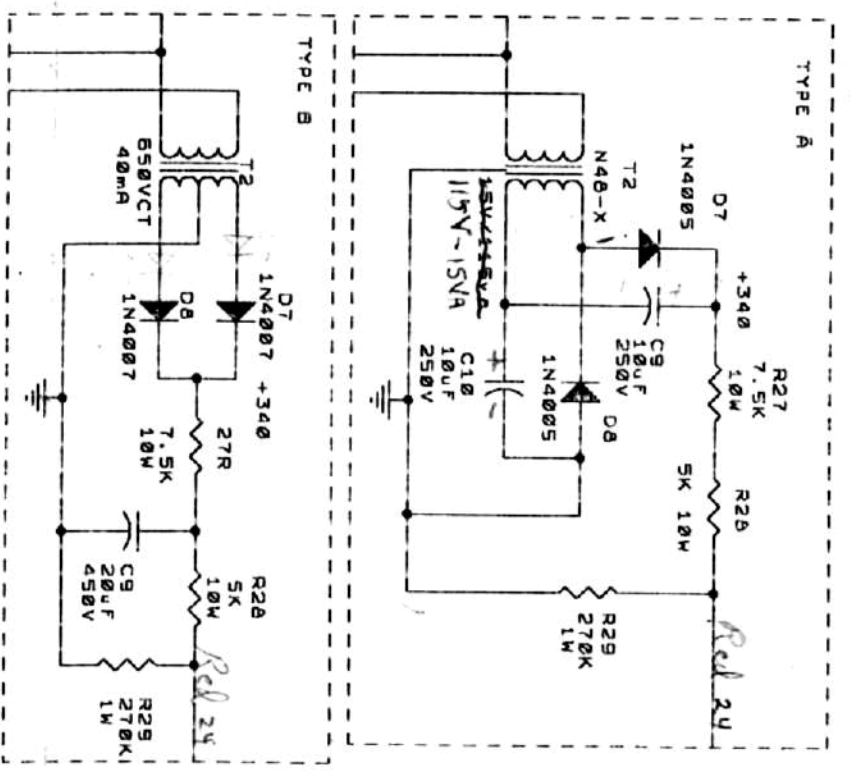 TYPE A
D7
1N4005
T2
N48-X
15V/115VA
115V-15VA
+340
C9
10uF
250V
C10
10uF
250V
1N4005
D8
R27
7.5K
10W
R28
5K 10W
R29
270K
1W
Red 24
TYPE B
T2
650VCT
40mA
D7
1N4007
D8
1N4007
+340
27R
7.5K
10W
C9
20uF
450V
R28
5K
10W
R29
270K
1W
Red 24